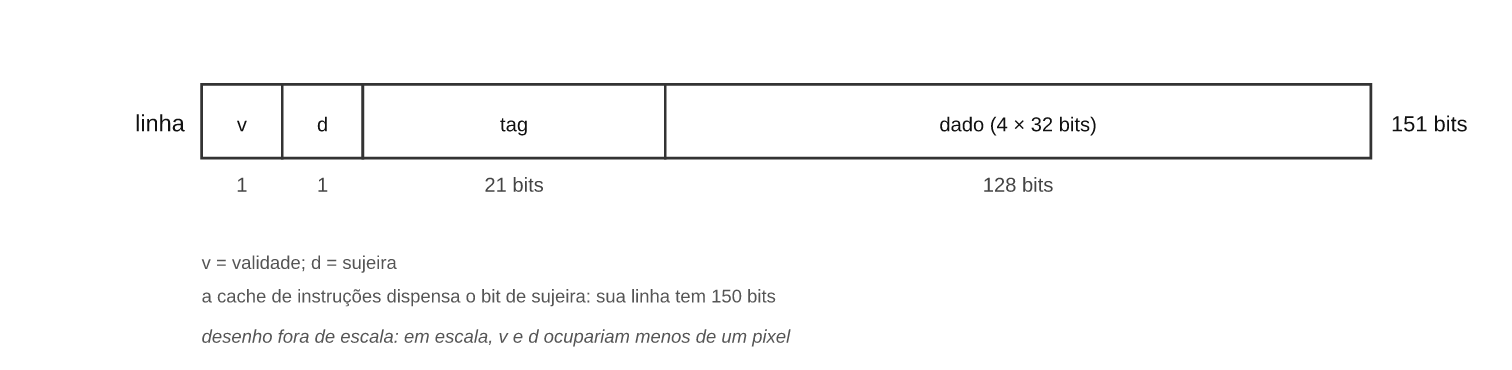 linha v d tag dado (4 × 32 bits) 151 bits
1 1 21 bits 128 bits
v = validade; d = sujeira
a cache de instruções dispensa o bit de sujeira: sua linha tem 150 bits
desenho fora de escala: em escala, v e d ocupariam menos de um pixel